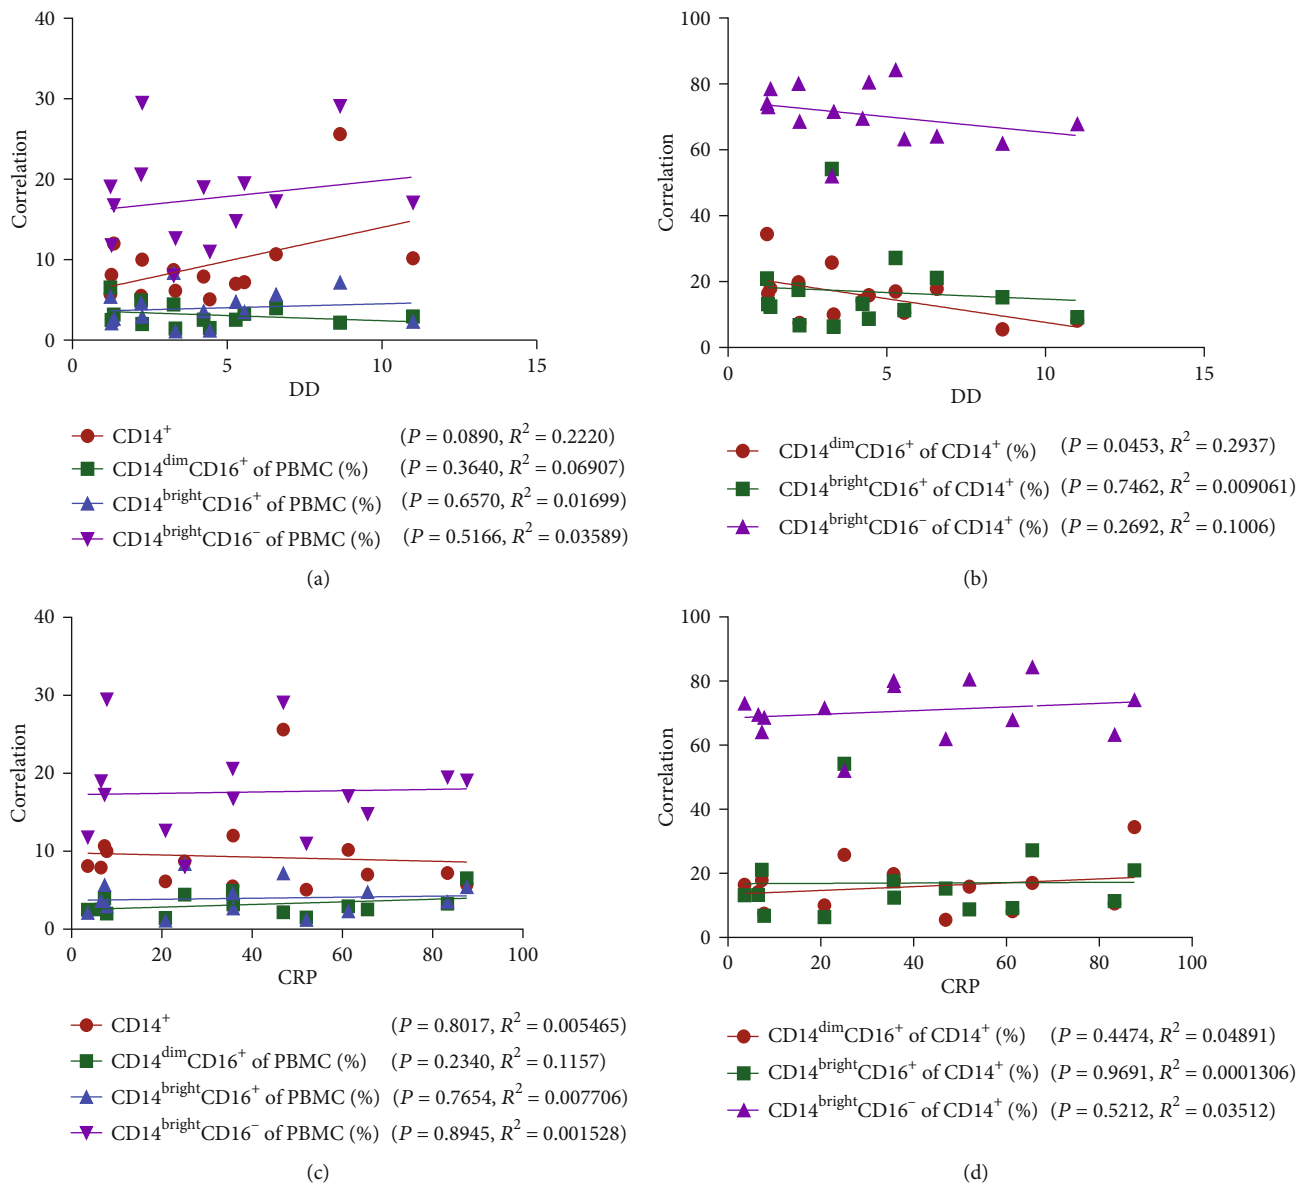 40
30
20
10
0
Correlation
0 5 10 15
DD
CD14⁺ (P = 0.0890, R² = 0.2220)
CD14ᵈⁱᵐCD16⁺ of PBMC (%) (P = 0.3640, R² = 0.06907)
CD14ᵇʳⁱᵍʰᵗCD16⁺ of PBMC (%) (P = 0.6570, R² = 0.01699)
CD14ᵇʳⁱᵍʰᵗCD16⁻ of PBMC (%) (P = 0.5166, R² = 0.03589)
(a)
100
80
60
40
20
0
Correlation
0 5 10 15
DD
CD14ᵈⁱᵐCD16⁺ of CD14⁺ (%) (P = 0.0453, R² = 0.2937)
CD14ᵇʳⁱᵍʰᵗCD16⁺ of CD14⁺ (%) (P = 0.7462, R² = 0.009061)
CD14ᵇʳⁱᵍʰᵗCD16⁻ of CD14⁺ (%) (P = 0.2692, R² = 0.1006)
(b)
40
30
20
10
0
Correlation
0 20 40 60 80 100
CRP
CD14⁺ (P = 0.8017, R² = 0.005465)
CD14ᵈⁱᵐCD16⁺ of PBMC (%) (P = 0.2340, R² = 0.1157)
CD14ᵇʳⁱᵍʰᵗCD16⁺ of PBMC (%) (P = 0.7654, R² = 0.007706)
CD14ᵇʳⁱᵍʰᵗCD16⁻ of PBMC (%) (P = 0.8945, R² = 0.001528)
(c)
100
80
60
40
20
0
Correlation
0 20 40 60 80 100
CRP
CD14ᵈⁱᵐCD16⁺ of CD14⁺ (%) (P = 0.4474, R² = 0.04891)
CD14ᵇʳⁱᵍʰᵗCD16⁺ of CD14⁺ (%) (P = 0.9691, R² = 0.0001306)
CD14ᵇʳⁱᵍʰᵗCD16⁻ of CD14⁺ (%) (P = 0.5212, R² = 0.03512)
(d)